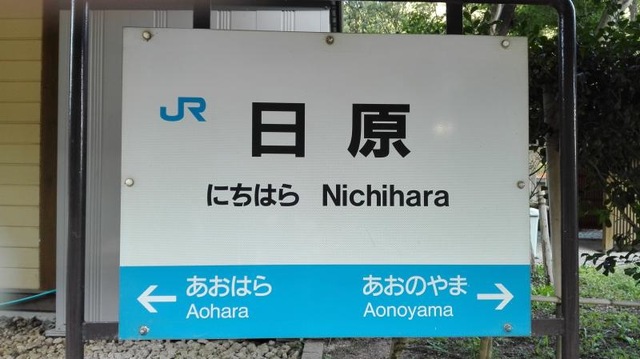 JR
日原
にちはら Nichihara
← あおはら あおのやま →
Aohara Aonoyama